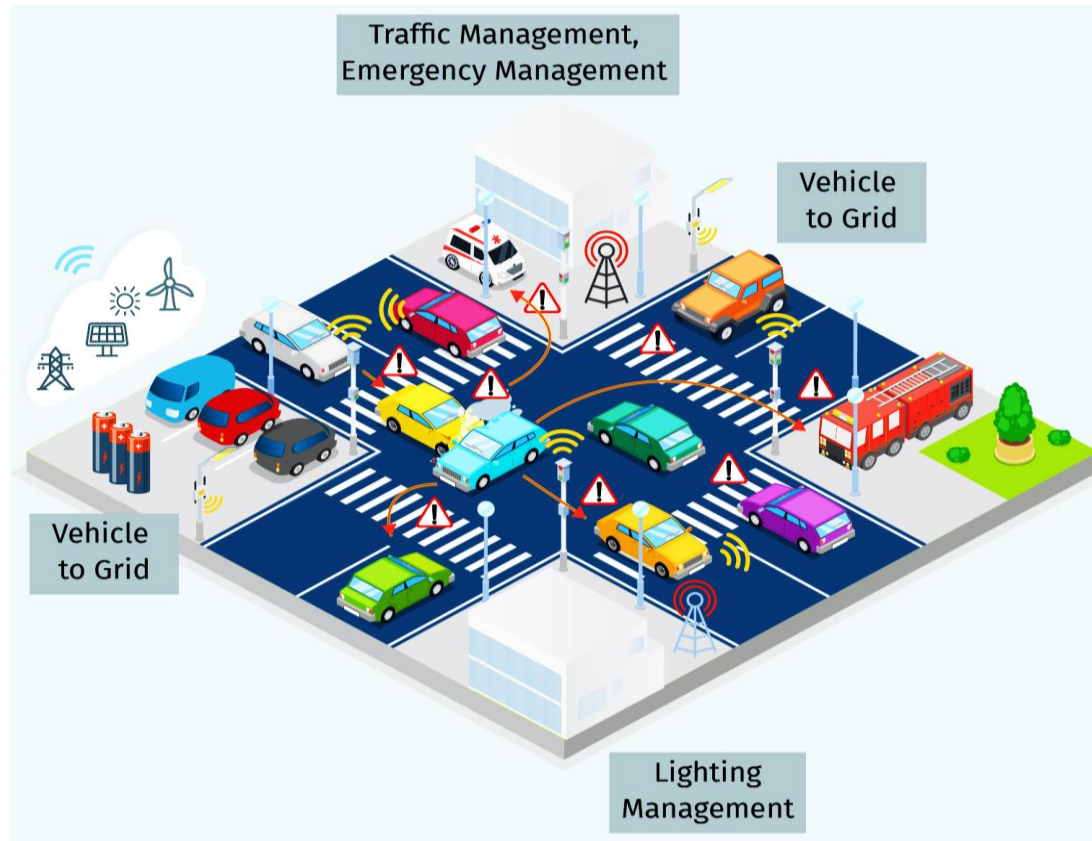 Traffic Management,
Emergency Management
Vehicle
to Grid
Vehicle
to Grid
Lighting
Management